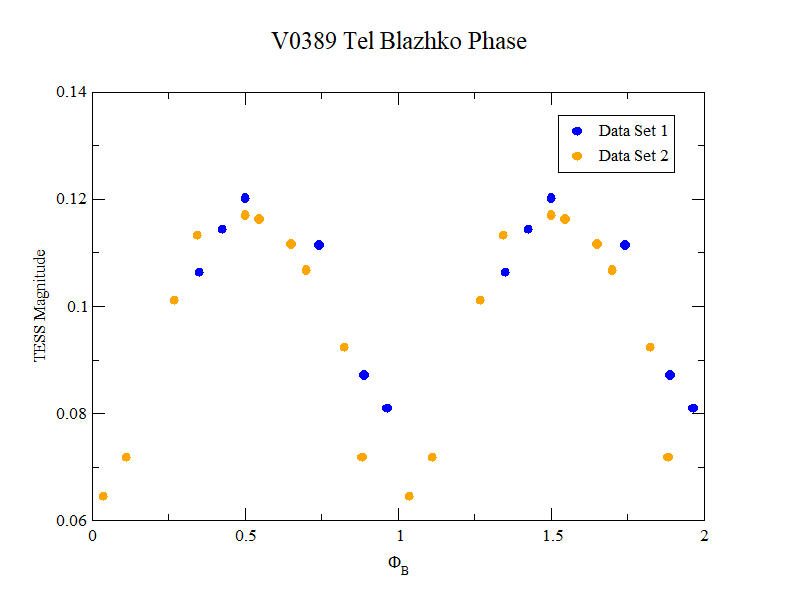 V0389 Tel Blazhko Phase
0.14
0.12
0.1
0.08
0.06
TESS Magnitude
Data Set 1
Data Set 2
0 0.5 1 1.5 2
Φ_B